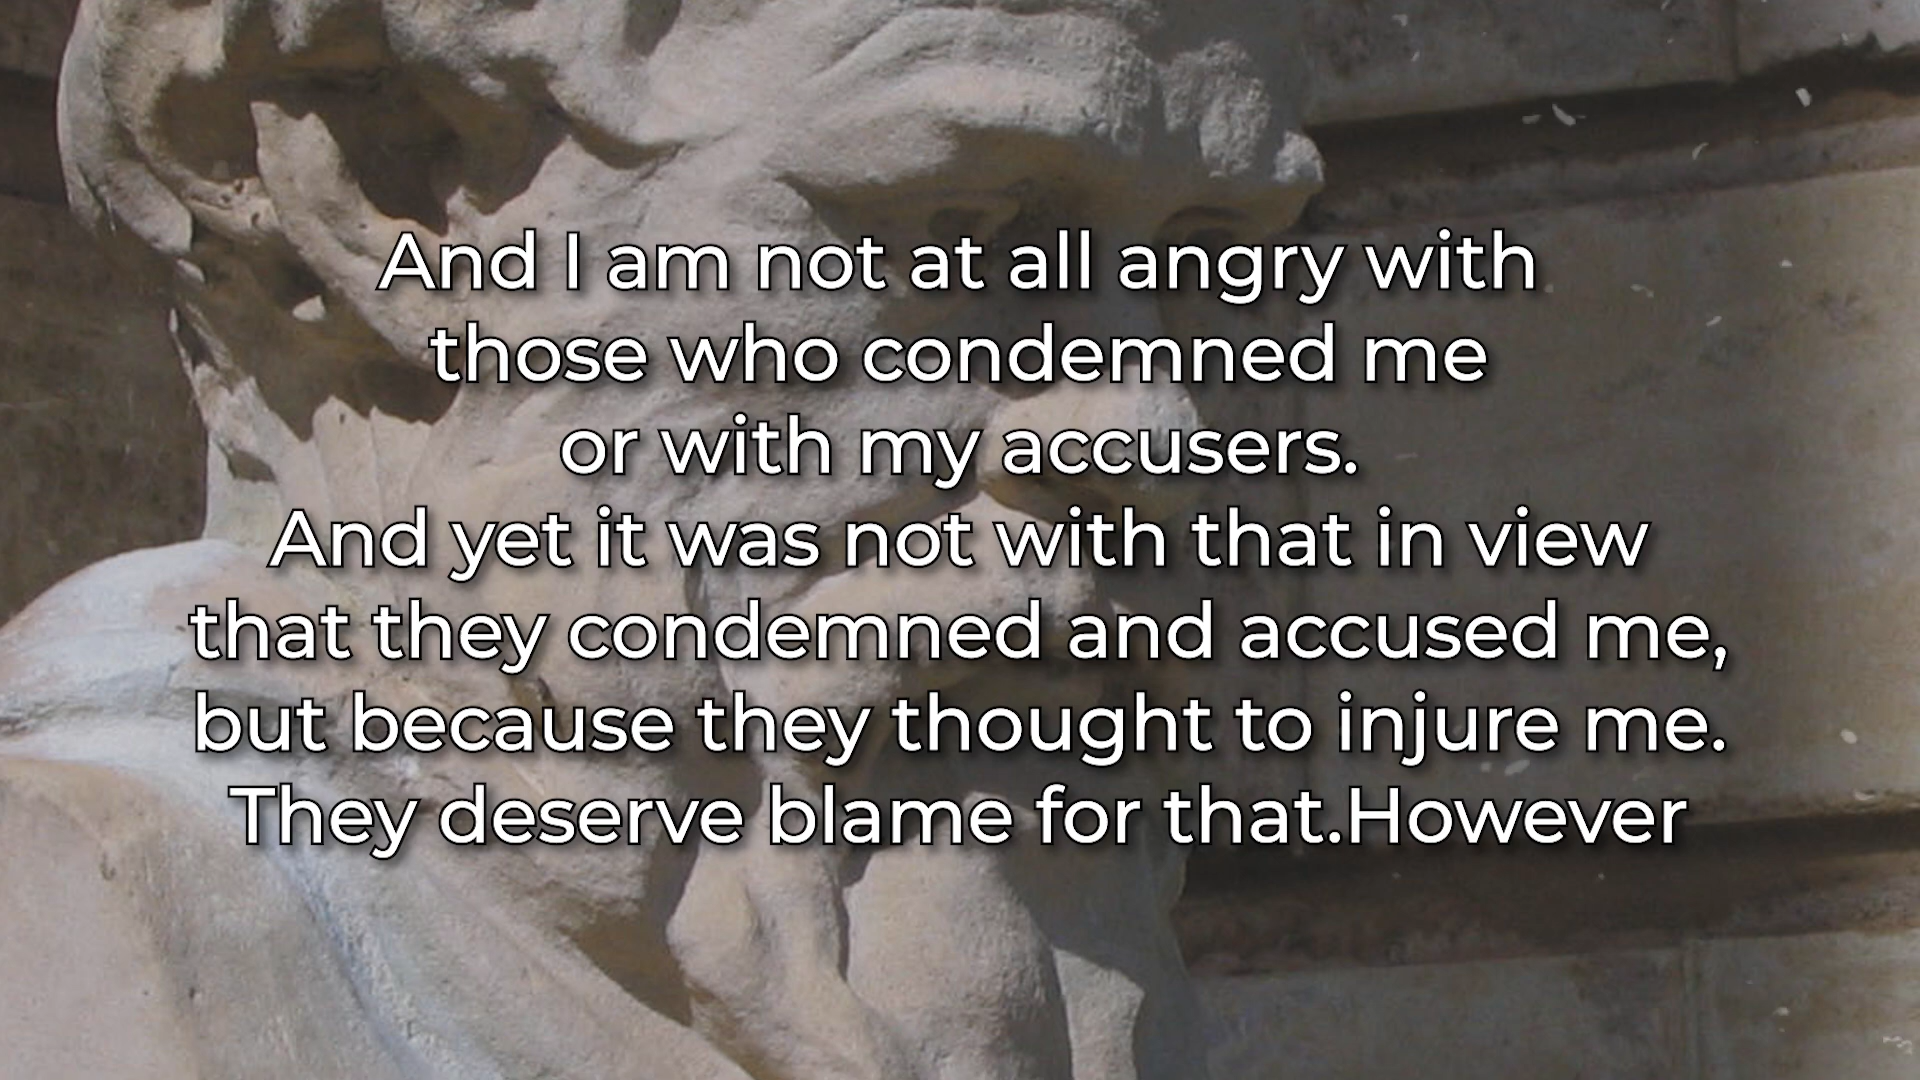 And I am not at all angry with
those who condemned me
or with my accusers.
And yet it was not with that in view
that they condemned and accused me,
but because they thought to injure me.
They deserve blame for that.However